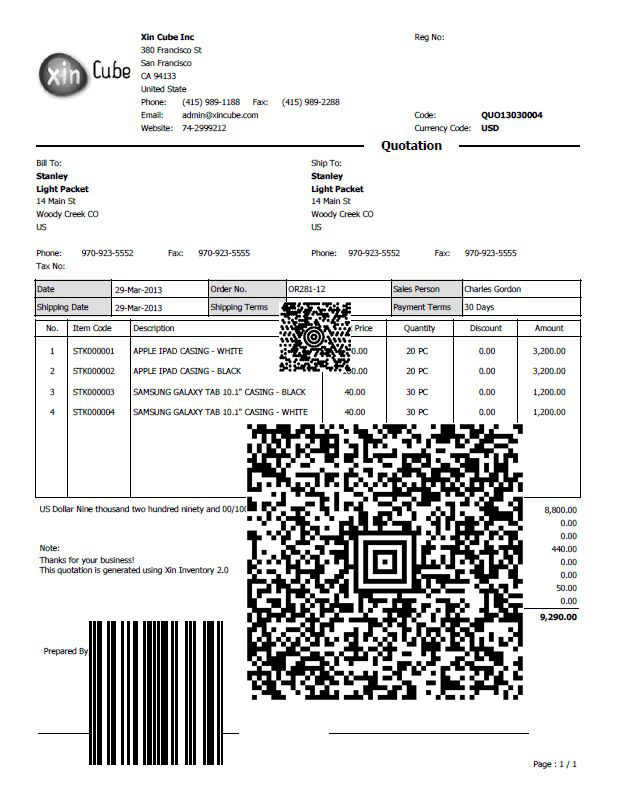 xin Cube
Xin Cube Inc
380 Francisco St
San Francisco
CA 94133
United State
Phone: (415) 989-1188 Fax: (415) 989-2288
Email: admin@xincube.com
Website: 74-2999212
Reg No:
Code: QUO13030004
Currency Code: USD
Quotation
Bill To:
Stanley
Light Packet
14 Main St
Woody Creek CO
US
Phone: 970-923-5552 Fax: 970-923-5555
Tax No:
Ship To:
Stanley
Light Packet
14 Main St
Woody Creek CO
US
Phone: 970-923-5552 Fax: 970-923-5555
Date 29-Mar-2013 Order No. OR281-12 Sales Person Charles Gordon
Shipping Date 29-Mar-2013 Shipping Terms Payment Terms 30 Days
No. Item Code Description Price Quantity Discount Amount
1 STK000001 APPLE IPAD CASING - WHITE 0.00 20 PC 0.00 3,200.00
2 STK000002 APPLE IPAD CASING - BLACK 0.00 20 PC 0.00 3,200.00
3 STK000003 SAMSUNG GALAXY TAB 10.1" CASING - BLACK 40.00 30 PC 0.00 1,200.00
4 STK000004 SAMSUNG GALAXY TAB 10.1" CASING - WHITE 40.00 30 PC 0.00 1,200.00
US Dollar Nine thousand two hundred ninety and 00/100
8,800.00
0.00
0.00
440.00
0.00
0.00
50.00
0.00
9,290.00
Note:
Thanks for your business!
This quotation is generated using Xin Inventory 2.0
Prepared By
Page : 1 / 1